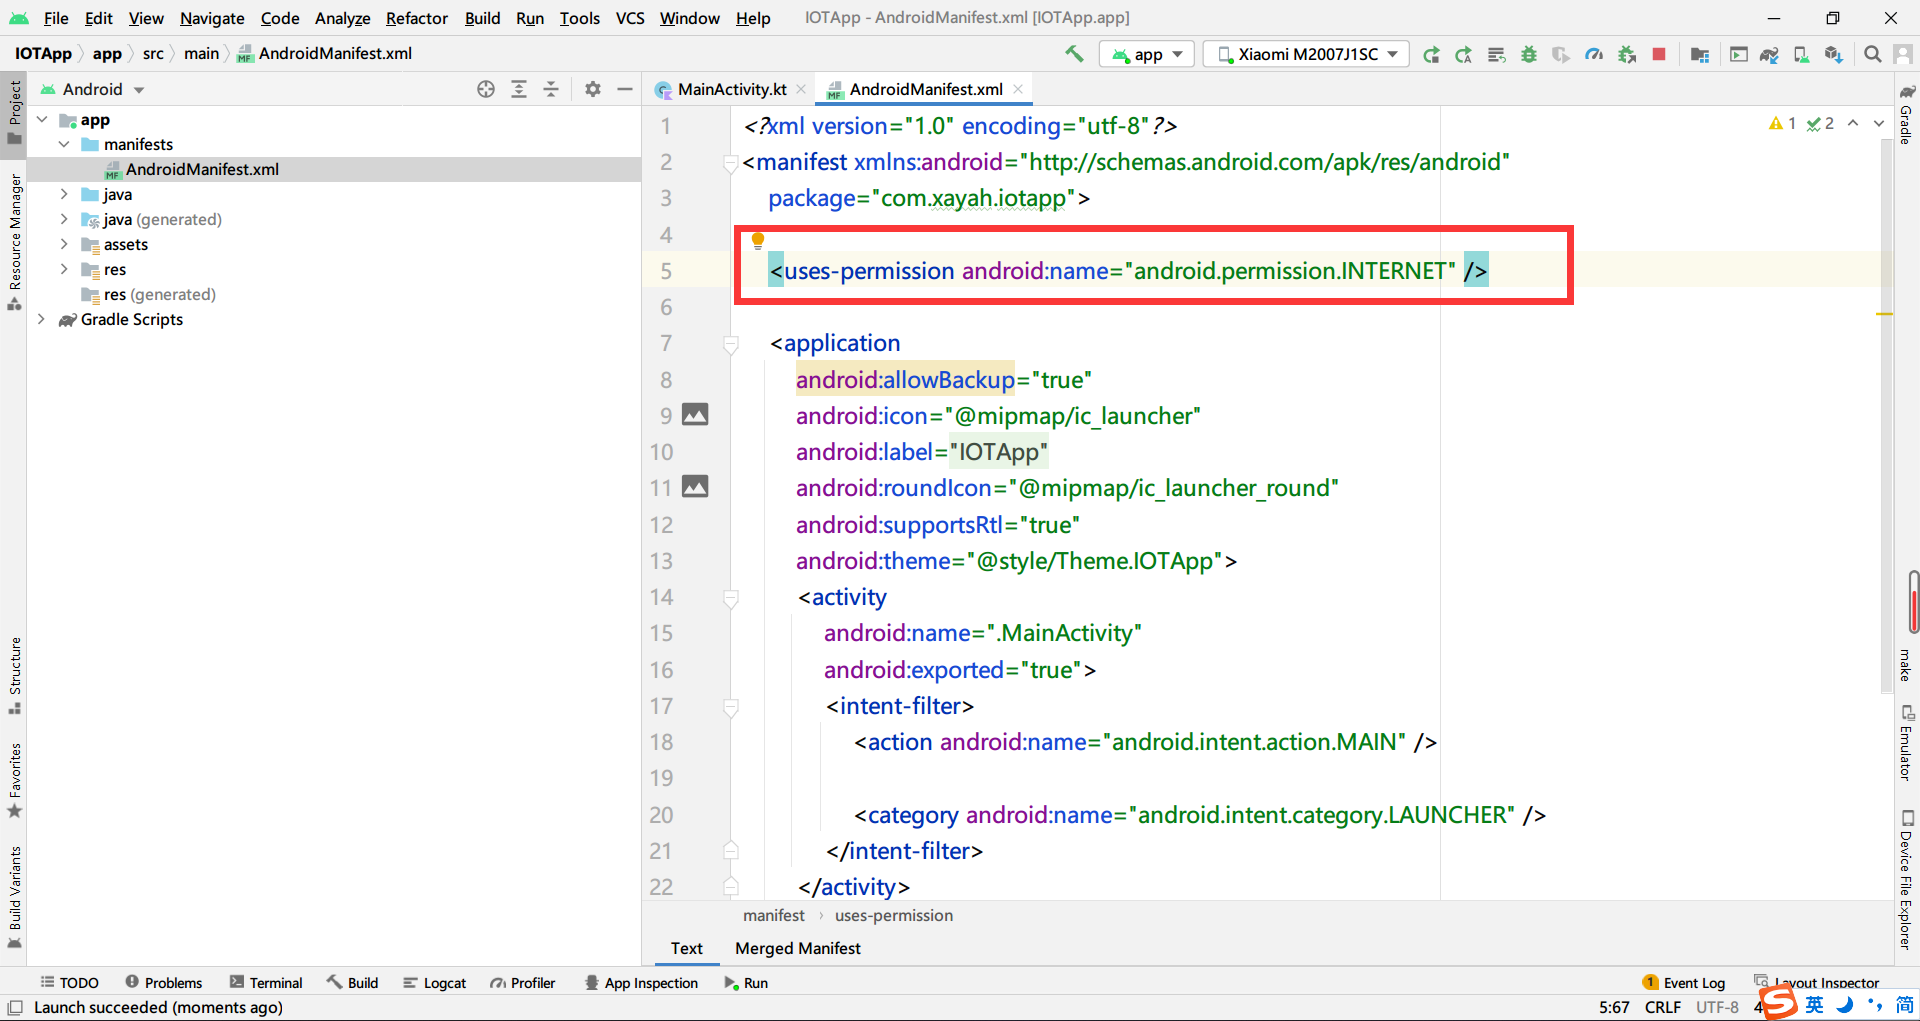 File Edit View Navigate Code Analyze Refactor Build Run Tools VCS Window Help IOTApp - AndroidManifest.xml [IOTApp.app]
IOTApp app src main AndroidManifest.xml app Xiaomi M2007J1SC
Android
MainActivity.kt AndroidManifest.xml
Project
Resource Manager
Structure
Favorites
Build Variants
app
manifests
AndroidManifest.xml
java
java (generated)
assets
res
res (generated)
Gradle Scripts
1 <?xml version="1.0" encoding="utf-8"?>
2 <manifest xmlns:android="http://schemas.android.com/apk/res/android"
3 package="com.xayah.iotapp">
4
5 <uses-permission android:name="android.permission.INTERNET" />
6
7 <application
8 android:allowBackup="true"
9 android:icon="@mipmap/ic_launcher"
10 android:label="IOTApp"
11 android:roundIcon="@mipmap/ic_launcher_round"
12 android:supportsRtl="true"
13 android:theme="@style/Theme.IOTApp">
14 <activity
15 android:name=".MainActivity"
16 android:exported="true">
17 <intent-filter>
18 <action android:name="android.intent.action.MAIN" />
19
20 <category android:name="android.intent.category.LAUNCHER" />
21 </intent-filter>
22 </activity>
1 2
Gradle
make
Emulator
Device File Explorer
manifest uses-permission
Text Merged Manifest
TODO Problems Terminal Build Logcat Profiler App Inspection Run 1 Event Log Layout Inspector
Launch succeeded (moments ago) 5:67 CRLF UTF-8 4 英 简